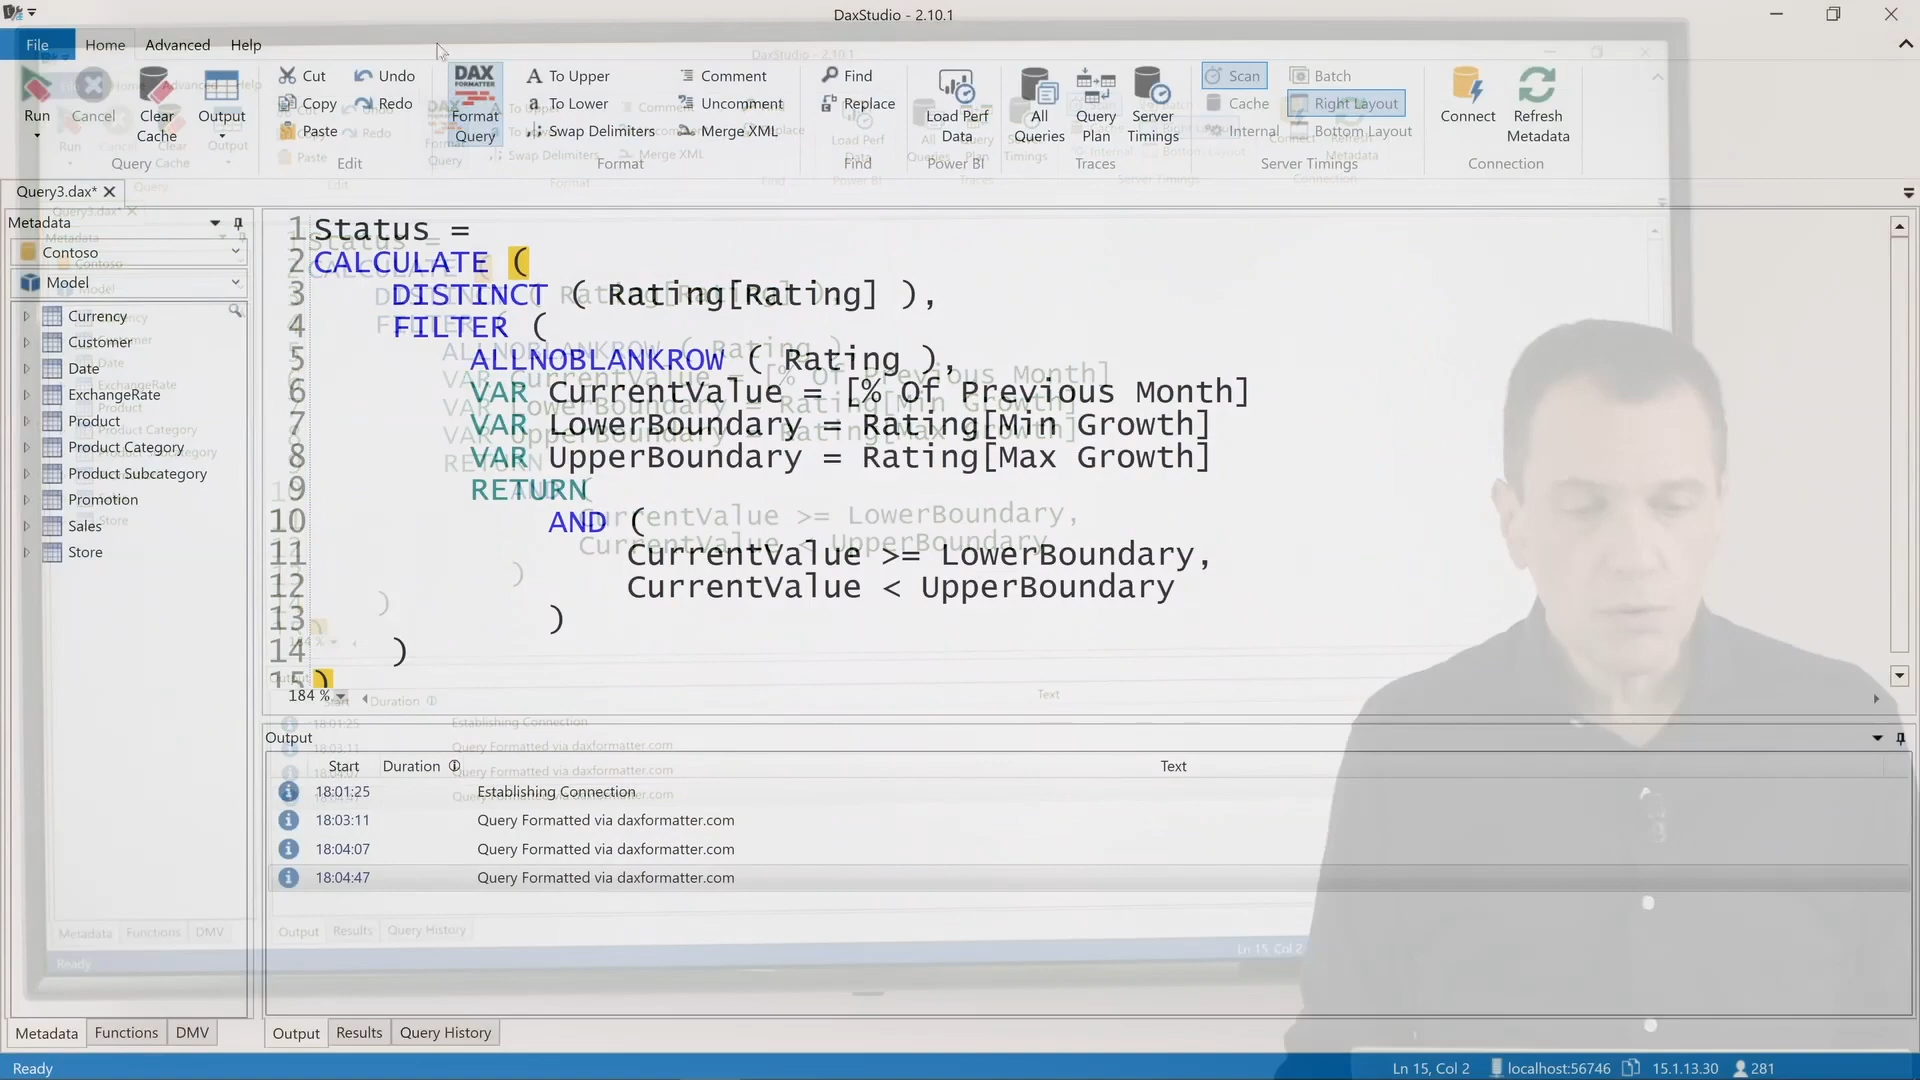 DaxStudio - 2.10.1
File Home Advanced Help
Run
Cancel
Clear Cache
Output
Query
Cut
Copy
Paste
Undo
Redo
Edit
DAX FORMATTER
Format Query
To Upper
To Lower
Swap Delimiters
Comment
Uncomment
Merge XML
Format
Find
Replace
Find
Load Perf Data
Power BI
All Queries
Query Plan
Server Timings
Traces
Scan
Cache
Internal
Batch
Right Layout
Bottom Layout
Server Timings
Connect
Refresh Metadata
Connection
Query3.dax*
Metadata
Contoso
Model
Currency
Customer
Date
ExchangeRate
Product
Product Category
Product Subcategory
Promotion
Sales
Store
1 Status =
2 CALCULATE (
3 DISTINCT ( Rating[Rating] ),
4 FILTER (
5 ALLNOBLANKROW ( Rating ),
6 VAR CurrentValue = [% Of Previous Month]
7 VAR LowerBoundary = Rating[Min Growth]
8 VAR UpperBoundary = Rating[Max Growth]
9 RETURN
10 AND (
11 CurrentValue >= LowerBoundary,
12 CurrentValue < UpperBoundary
13 )
14 )
15 )
184 %
Output
Start Duration Text
18:01:25 Establishing Connection
18:03:11 Query Formatted via daxformatter.com
18:04:07 Query Formatted via daxformatter.com
18:04:47 Query Formatted via daxformatter.com
Metadata Functions DMV
Output Results Query History
Ready
Ln 15, Col 2 localhost:56746 15.1.13.30 281